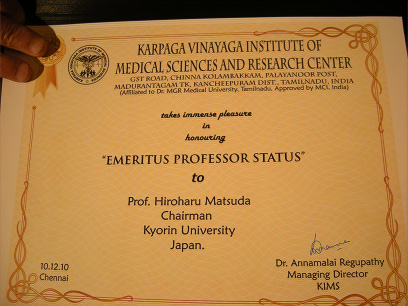 KARPAGA VINAYAGA INSTITUTE OF
MEDICAL SCIENCES AND RESEARCH CENTER
GST ROAD, CHINNA KOLAMBAKKAM, PALAYANOOR POST,
MADURANTAGAM TK, KANCHEEPURAM DIST., TAMILNADU, INDIA
(Affiliated to Dr. MGR Medical University, Tamilnadu. Approved by MCI, India)
takes immense pleasure
in
honouring
"EMERITUS PROFESSOR STATUS"
to
Prof. Hiroharu Matsuda
Chairman
Kyorin University
Japan.
10.12.10
Chennai
Dr. Annamalai Regupathy
Managing Director
KIMS